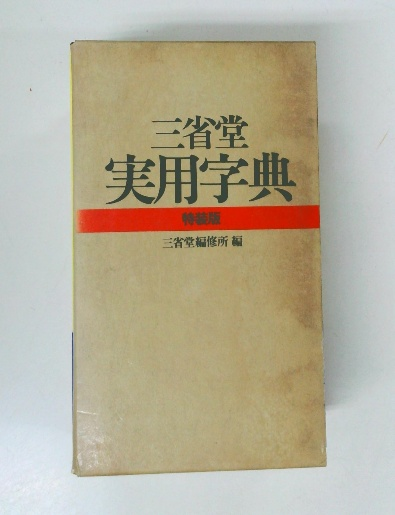 三省堂
実用字典
特装版
三省堂編修所 編